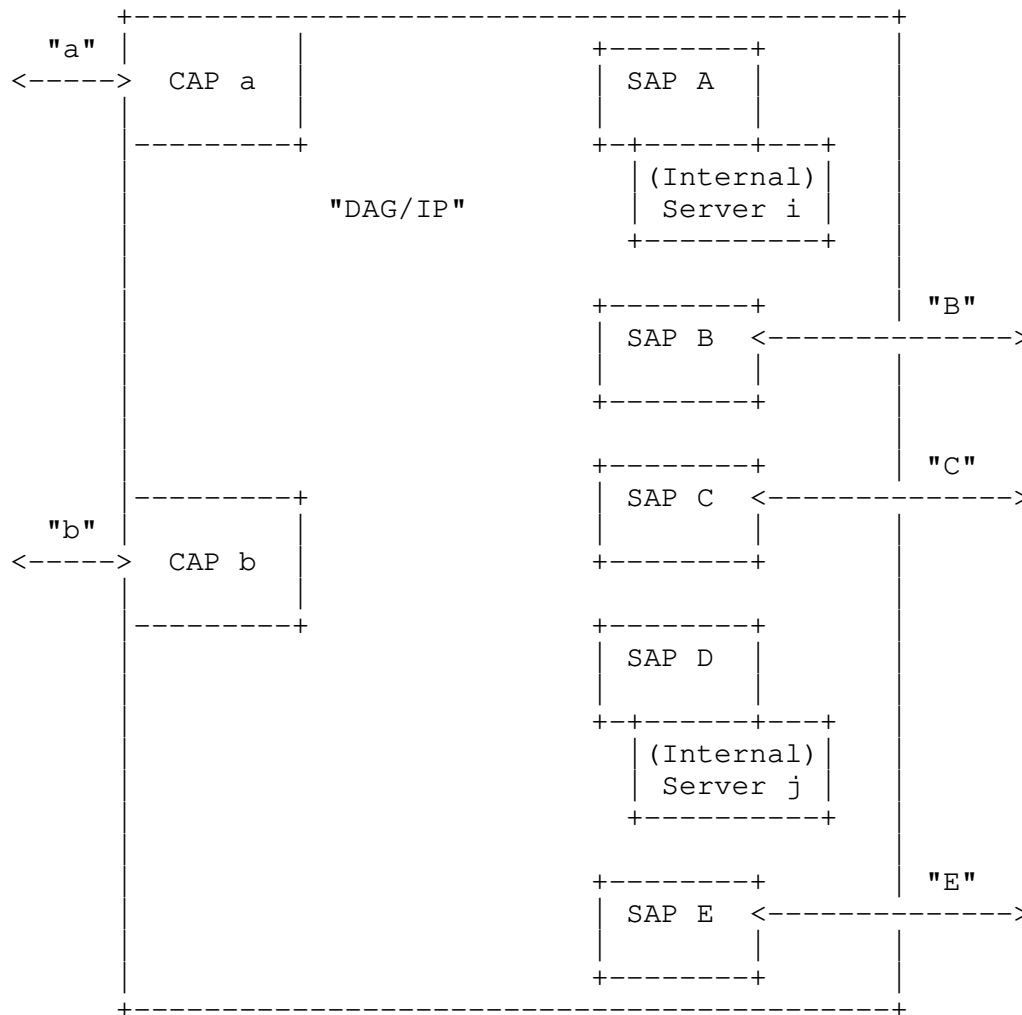 "a"
CAP a
SAP A
(Internal)
Server i
"DAG/IP"
"B"
SAP B
"C"
SAP C
"b"
CAP b
SAP D
(Internal)
Server j
"E"
SAP E